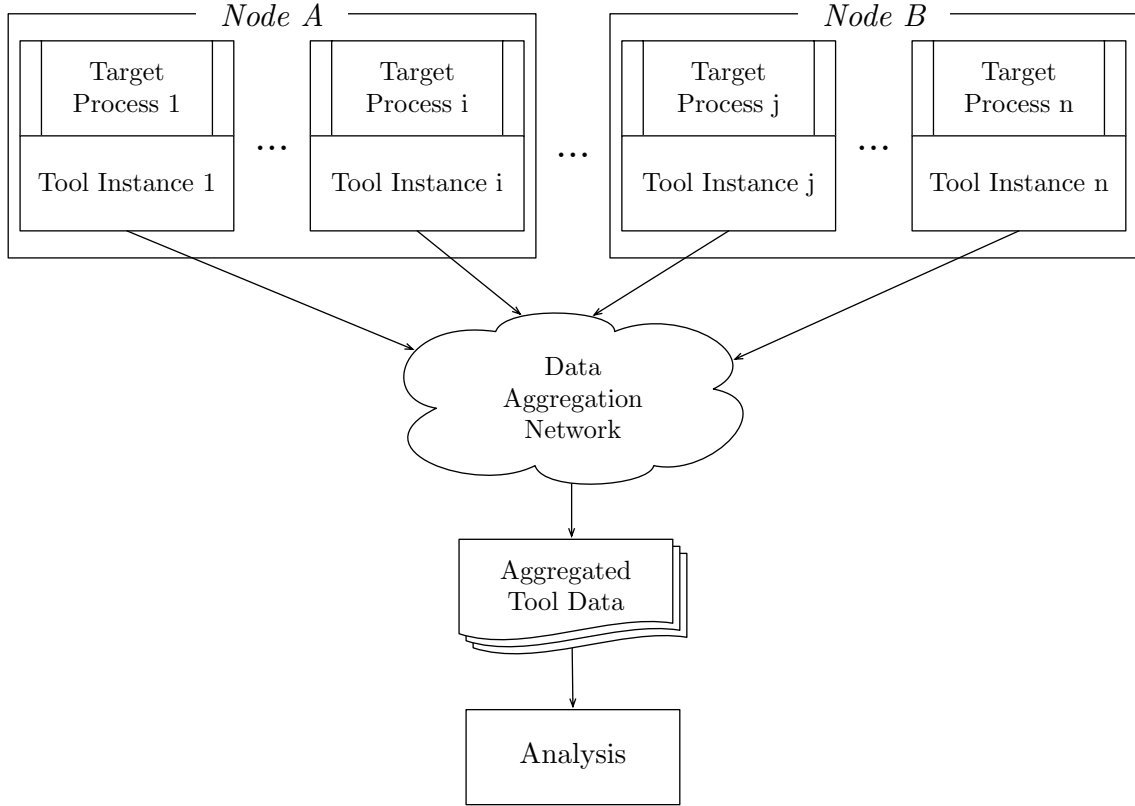 Node A
Node B
Target
Process 1
Target
Process i
Target
Process j
Target
Process n
...
...
...
Tool Instance 1
Tool Instance i
Tool Instance j
Tool Instance n
Data
Aggregation
Network
Aggregated
Tool Data
Analysis